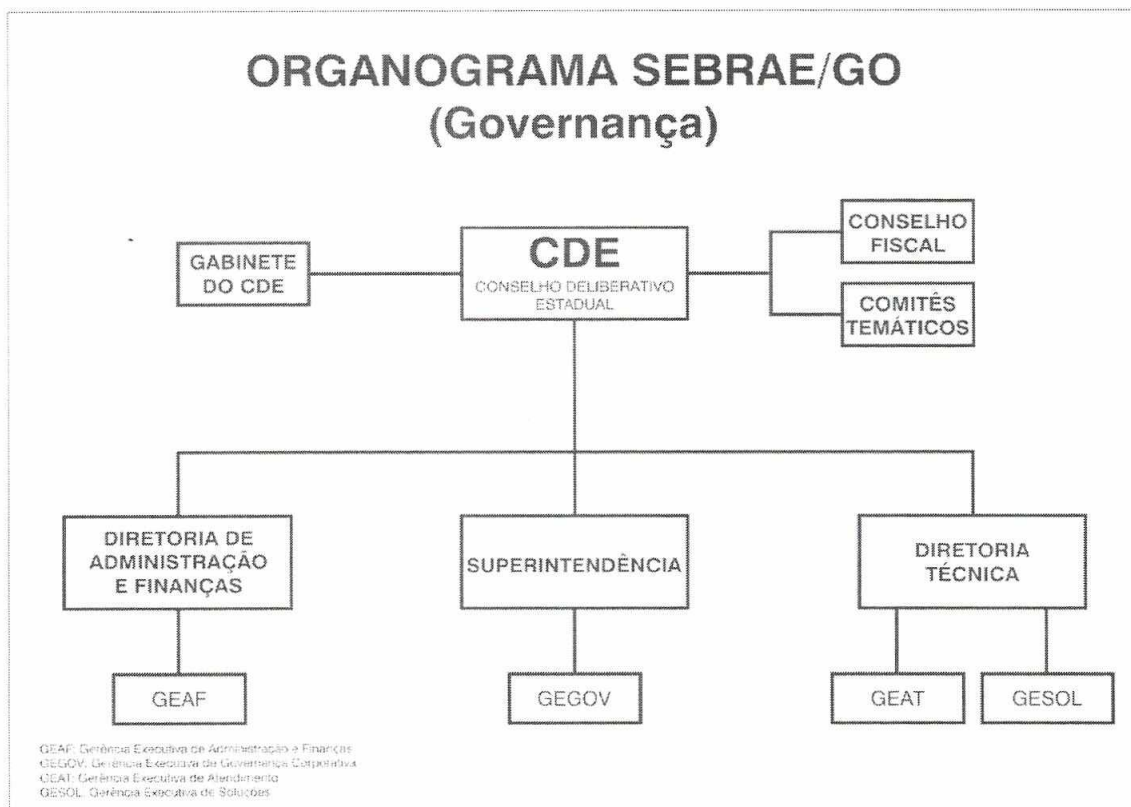 ORGANOGRAMA SEBRAE/GO
(Governança)
GABINETE
DO CDE
CDE
CONSELHO DELIBERATIVO
ESTADUAL
CONSELHO
FISCAL
COMITÊS
TEMÁTICOS
DIRETORIA DE
ADMINISTRAÇÃO
E FINANÇAS
SUPERINTENDÊNCIA
DIRETORIA
TÉCNICA
GEAF
GEGOV
GEAT
GESOL
GEAF: Gerência Executiva de Administração e Finanças
GEGOV: Gerência Executiva de Governança Corporativa
GEAT: Gerência Executiva de Atendimento
GESOL: Gerência Executiva de Soluções